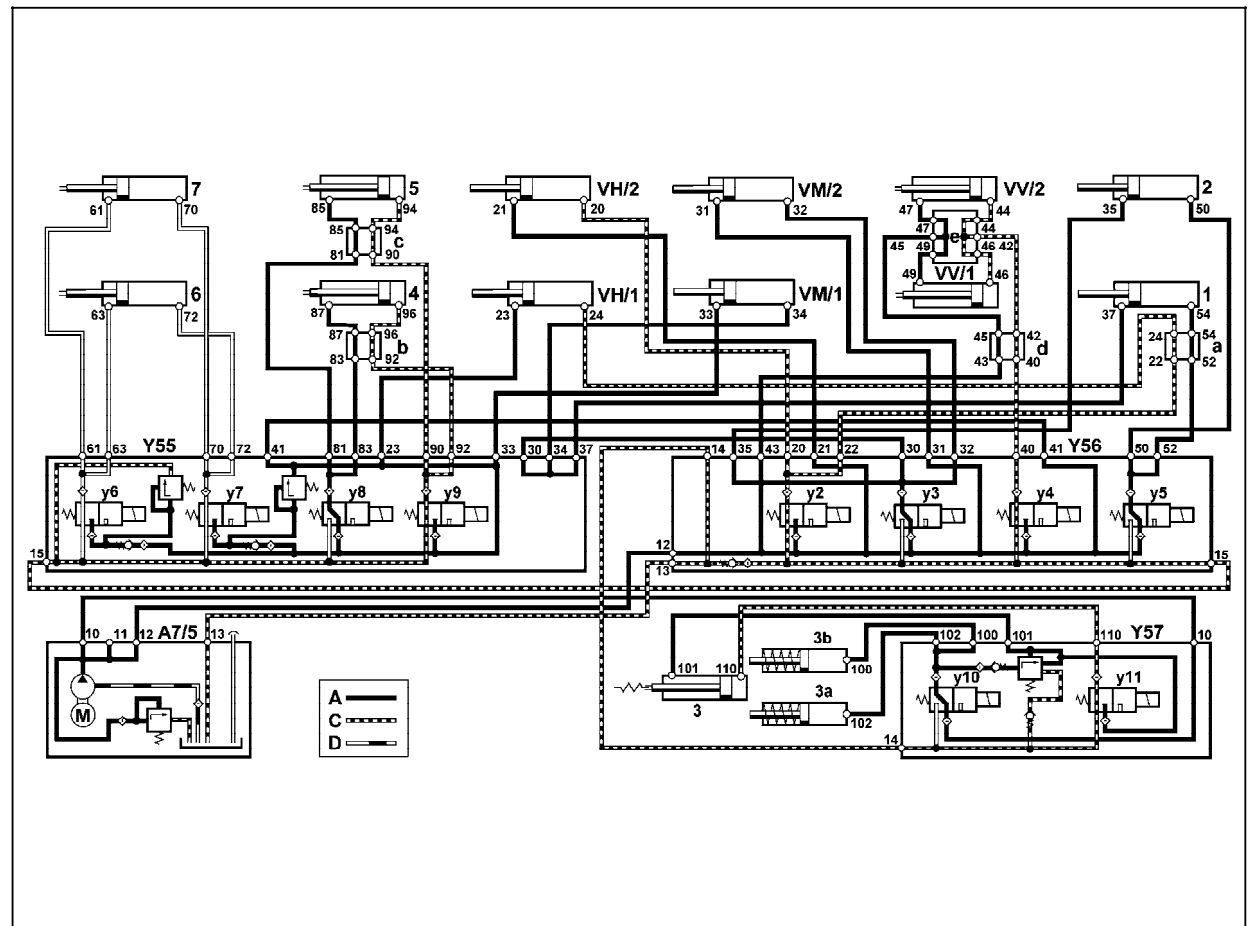 7 5 VH/2 VM/2 VV/2 2
61 70 85 94 21 20 31 32 47 44 35 50
85 94 47 44
c 45 e 42
81 90 49 46
49 VV/1 46
6 4 VH/1 VM/1 1
63 72 87 96 23 24 33 34 37 54
87 96 45 42 24 54
b d a
83 92 43 40 22 52
61 63 Y55 70 72 41 81 83 23 90 92 33 30 34 37 14 35 43 20 21 22 30 31 32 40 41 Y56 50 52
y6 y7 y8 y9 y2 y3 y4 y5
15 12 13 15
10 11 12 A7/5 13 102 100 101 110 Y57 10
3b
101 110 100
y10 y11
M A 3 3a
C 102
D 14